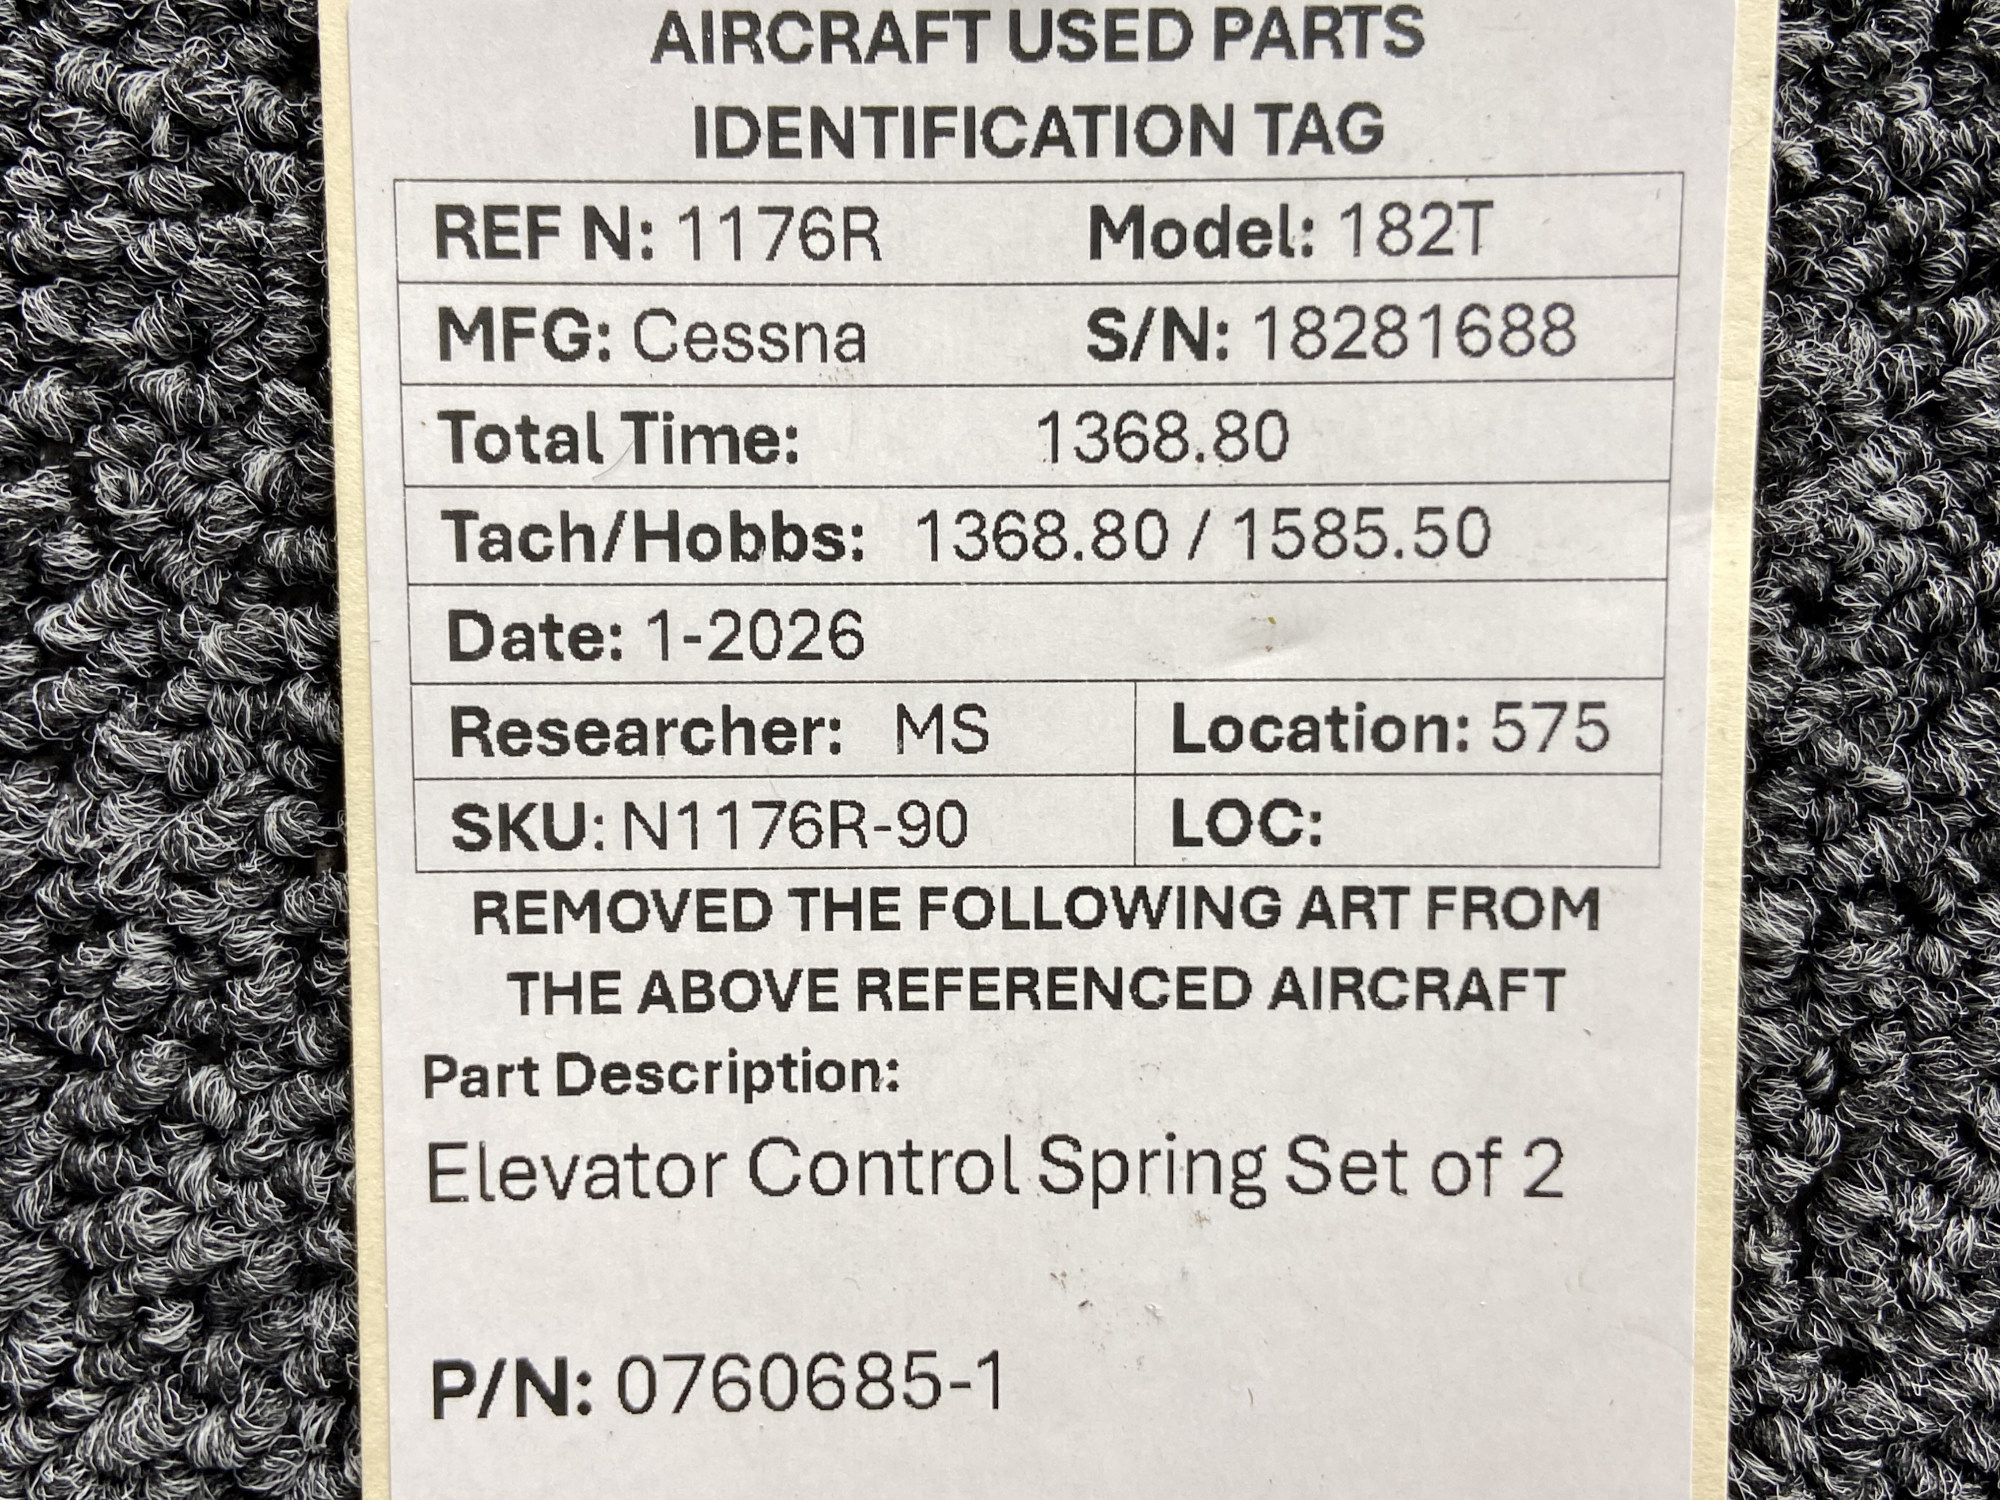 AIRCRAFT USED PARTS
IDENTIFICATION TAG
REF N: 1176R Model: 182T
MFG: Cessna S/N: 18281688
Total Time: 1368.80
Tach/Hobbs: 1368.80 / 1585.50
Date: 1-2026
Researcher: MS Location: 575
SKU: N1176R-90 LOC:
REMOVED THE FOLLOWING ART FROM
THE ABOVE REFERENCED AIRCRAFT
Part Description:
Elevator Control Spring Set of 2
P/N: 0760685-1